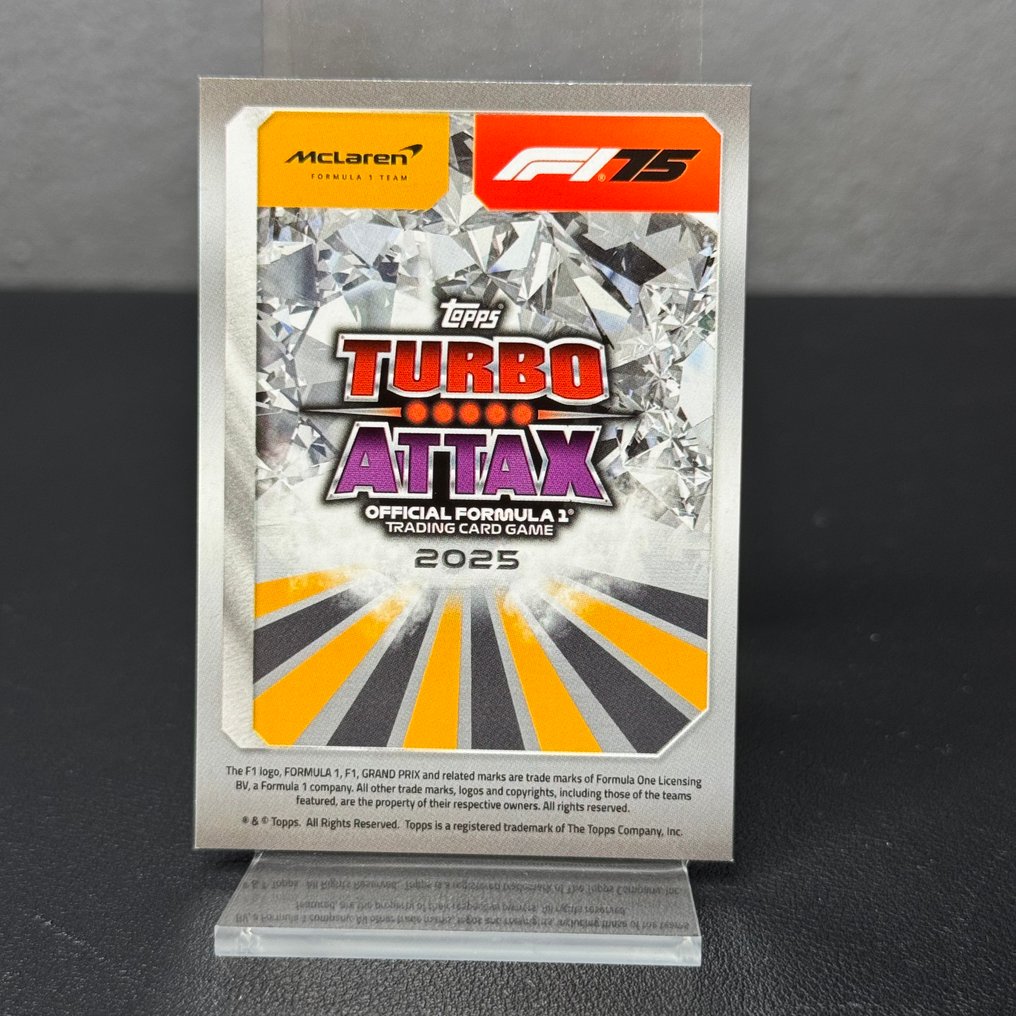 McLaren
FORMULA 1 TEAM
F1® 75
Topps®
TURBO
ATTAX
OFFICIAL FORMULA 1®
TRADING CARD GAME
2025
The F1 logo, FORMULA 1, F1, GRAND PRIX and related marks are trade marks of Formula One Licensing
BV, a Formula 1 company. All other trade marks, logos and copyrights, including those of the teams
featured, are the property of their respective owners. All rights reserved.
® & © Topps. All Rights Reserved. Topps is a registered trademark of The Topps Company, Inc.